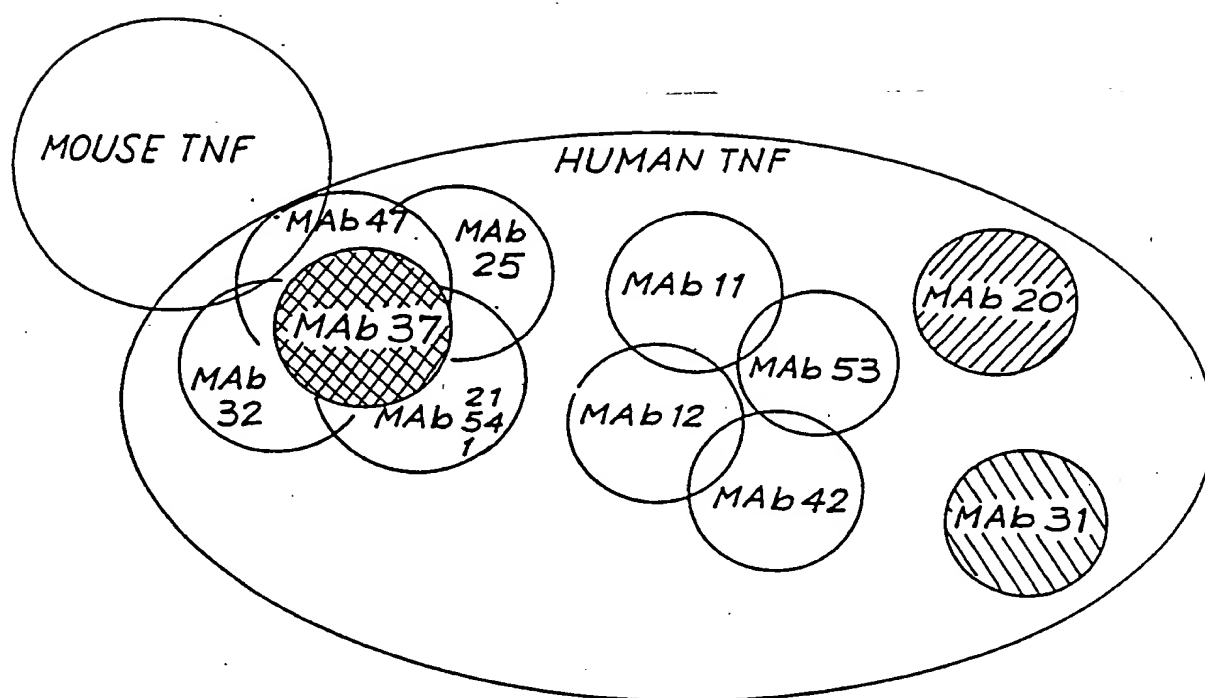 MOUSE TNF
HUMAN TNF
MAb 47
MAb
25
MAb 37
MAb
32
MAb 21
54
1
MAb 11
MAb 12
MAb 53
MAb 42
MAb 20
MAb 31